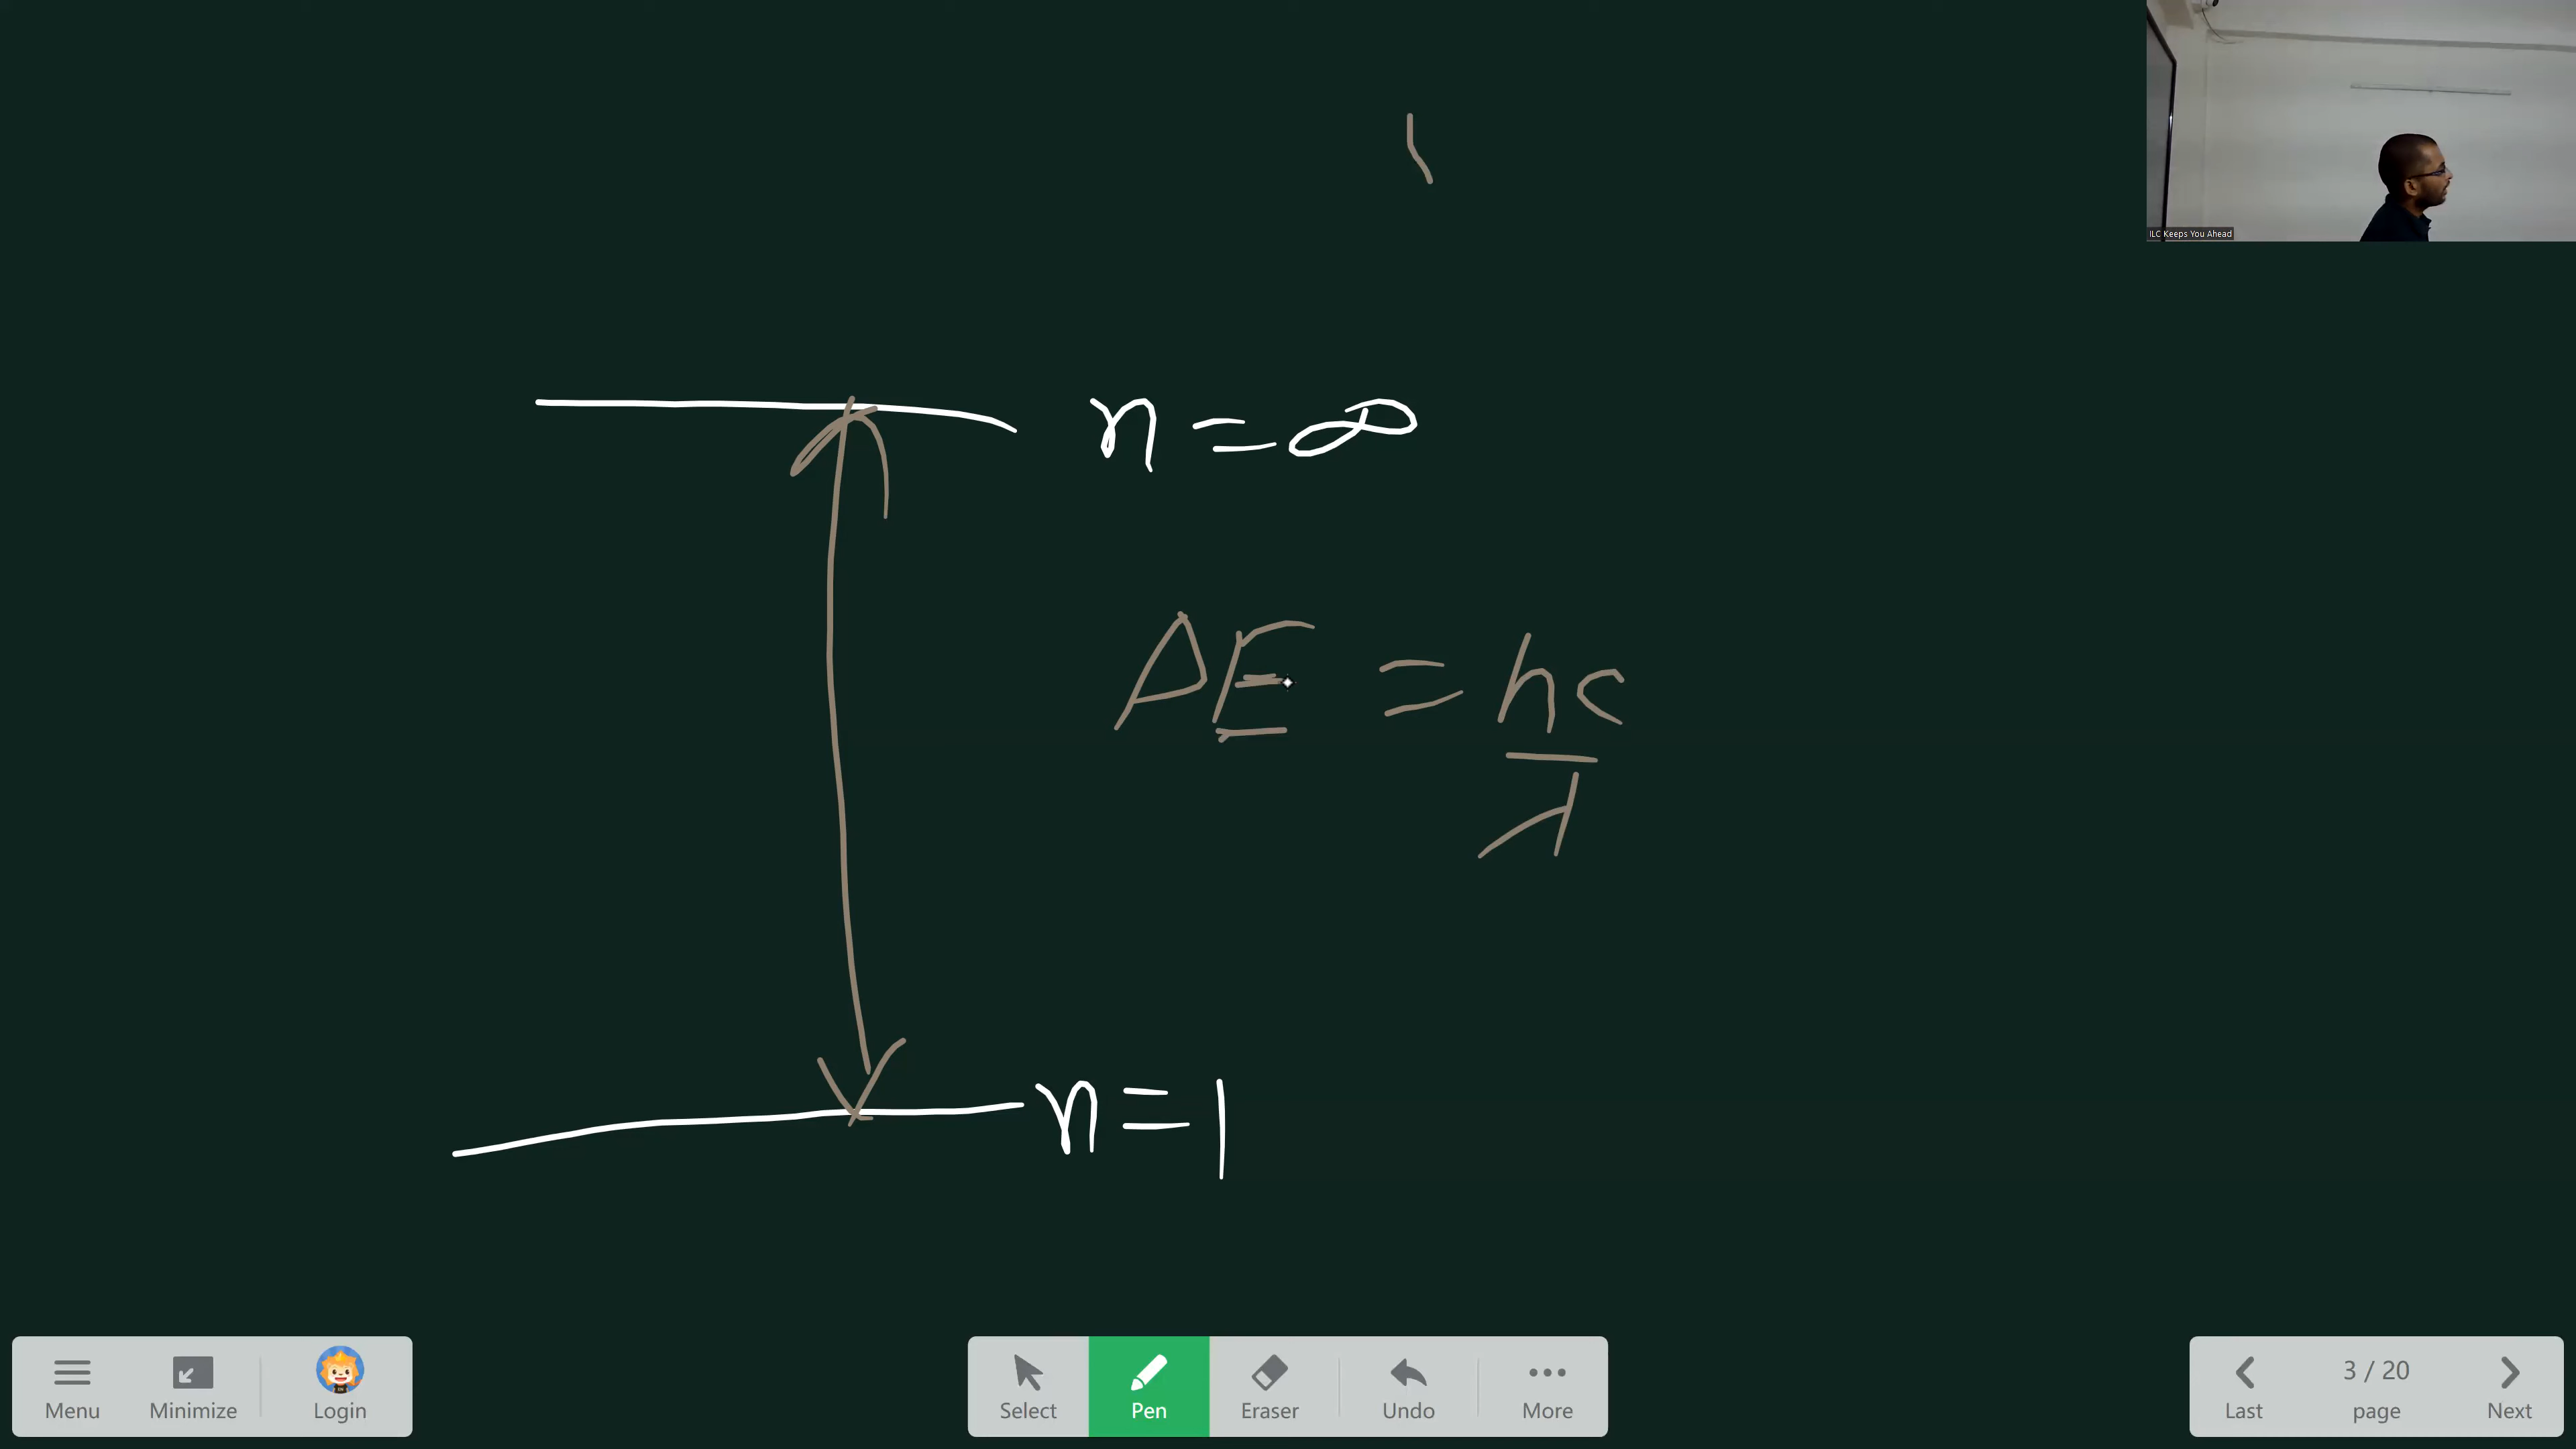 ILC Keeps You Ahead
n = ∞
ΔE = hc
λ
n = 1
Menu
Minimize
Login
Select
Pen
Eraser
Undo
More
Last
3 / 20
page
Next